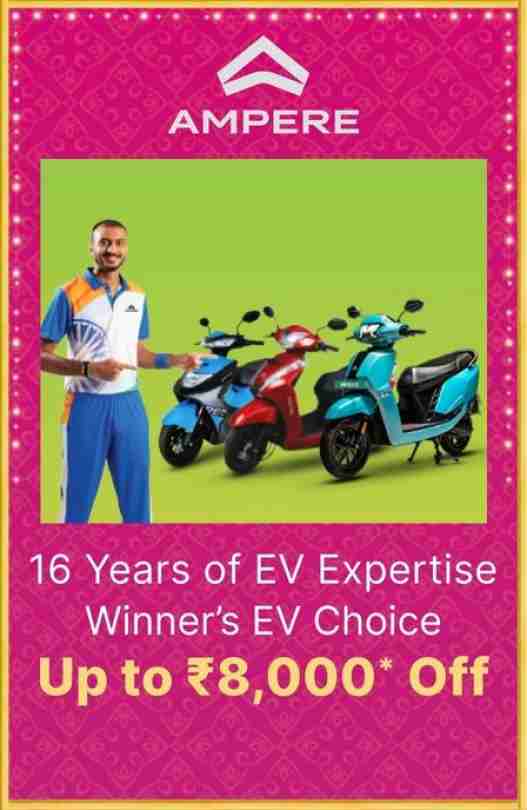 AMPERE
16 Years of EV Expertise
Winner's EV Choice
Up to ₹8,000* Off